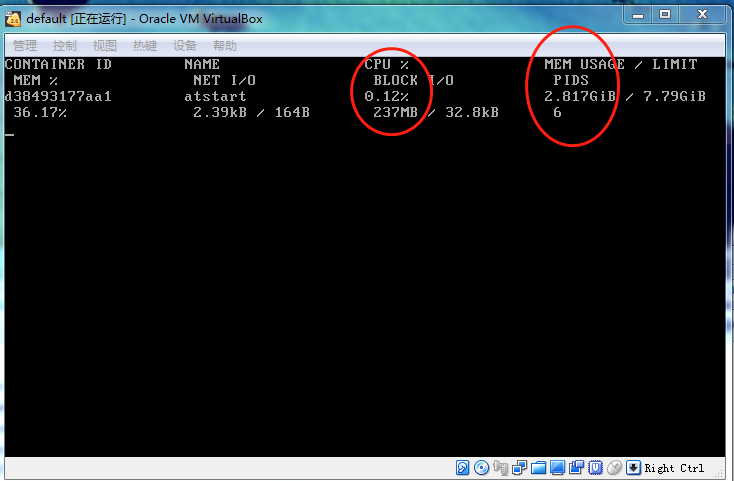 default [正在运行] - Oracle VM VirtualBox
管理 控制 视图 热键 设备 帮助
CONTAINER ID NAME CPU % MEM USAGE / LIMIT
MEM % NET I/O BLOCK I/O PIDS
d38493177aa1 atstart 0.12% 2.817GiB / 7.79GiB
36.17% 2.39kB / 164B 237MB / 32.8kB 6
Right Ctrl